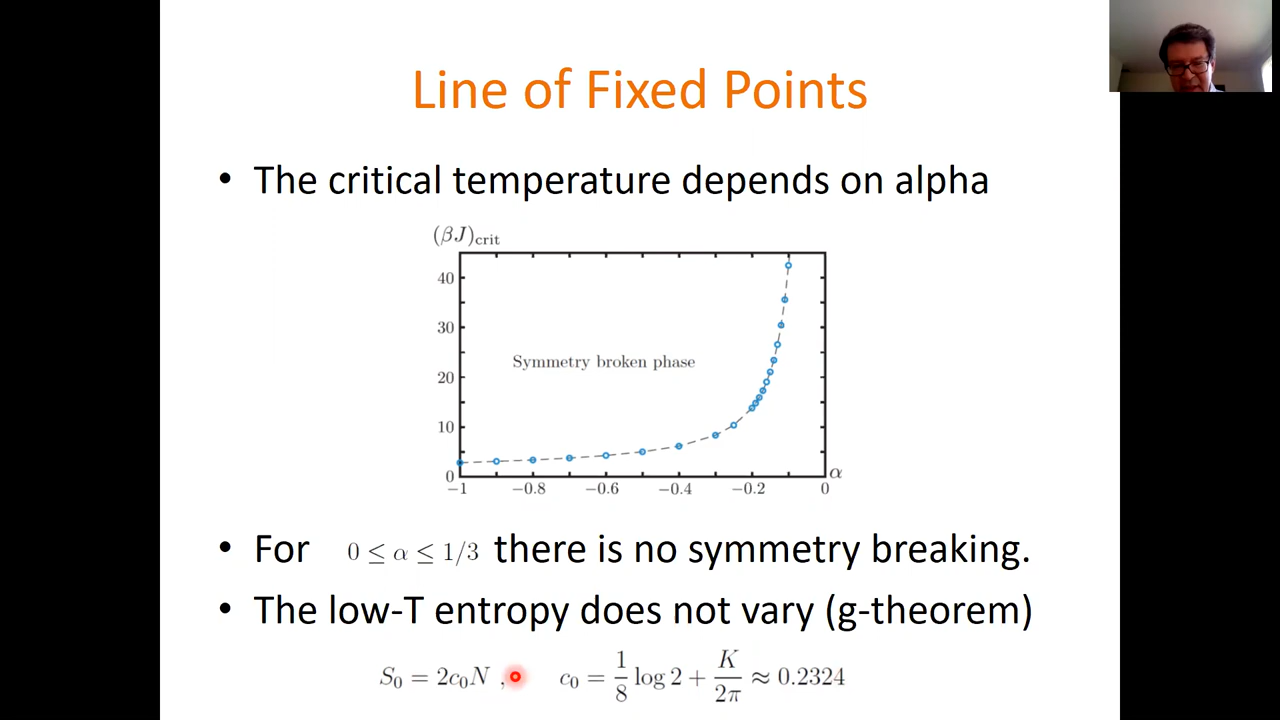 Line of Fixed Points
• The critical temperature depends on alpha
(βJ)crit
40
30
20
10
0
Symmetry broken phase
α
−1 −0.8 −0.6 −0.4 −0.2 0
• For 0 ≤ α ≤ 1/3 there is no symmetry breaking.
• The low-T entropy does not vary (g-theorem)
S₀ = 2c₀N , c₀ = 1/8 log 2 + K/2π ≈ 0.2324